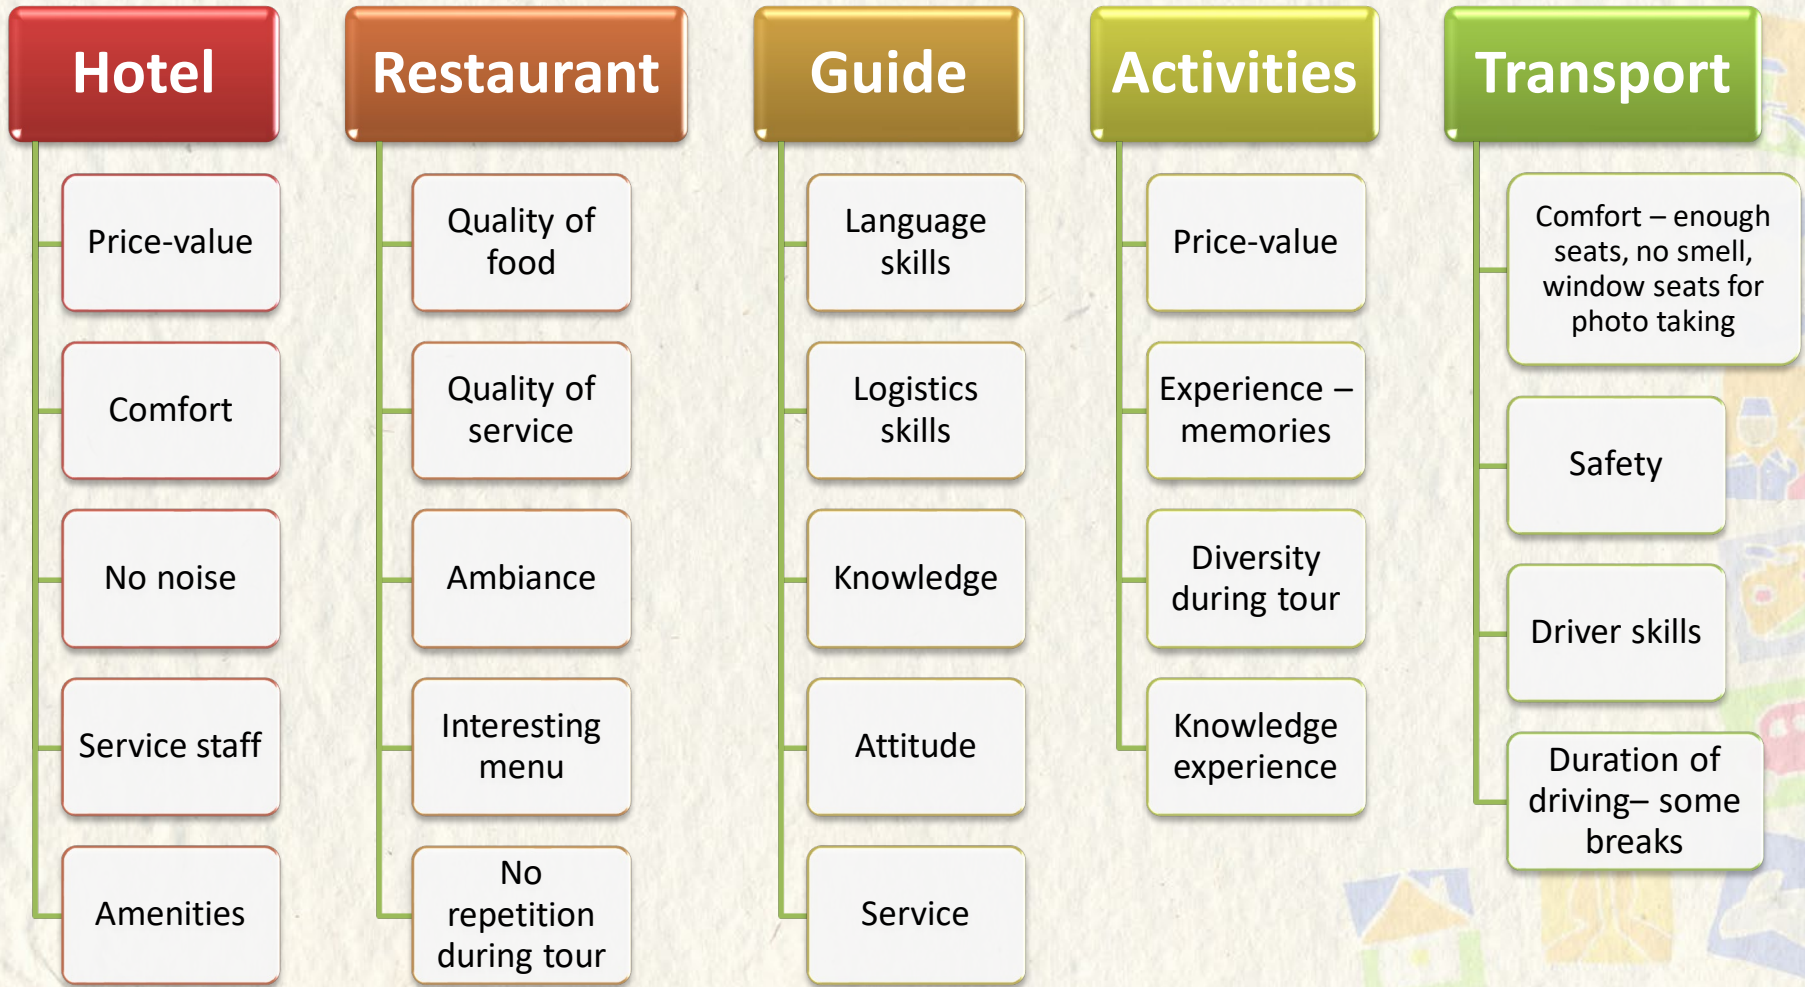 Hotel
Price-value
Comfort
No noise
Service staff
Amenities
Restaurant
Quality of
food
Quality of
service
Ambiance
Interesting
menu
No
repetition
during tour
Guide
Language
skills
Logistics
skills
Knowledge
Attitude
Service
Activities
Price-value
Experience –
memories
Diversity
during tour
Knowledge
experience
Transport
Comfort – enough
seats, no smell,
window seats for
photo taking
Safety
Driver skills
Duration of
driving– some
breaks